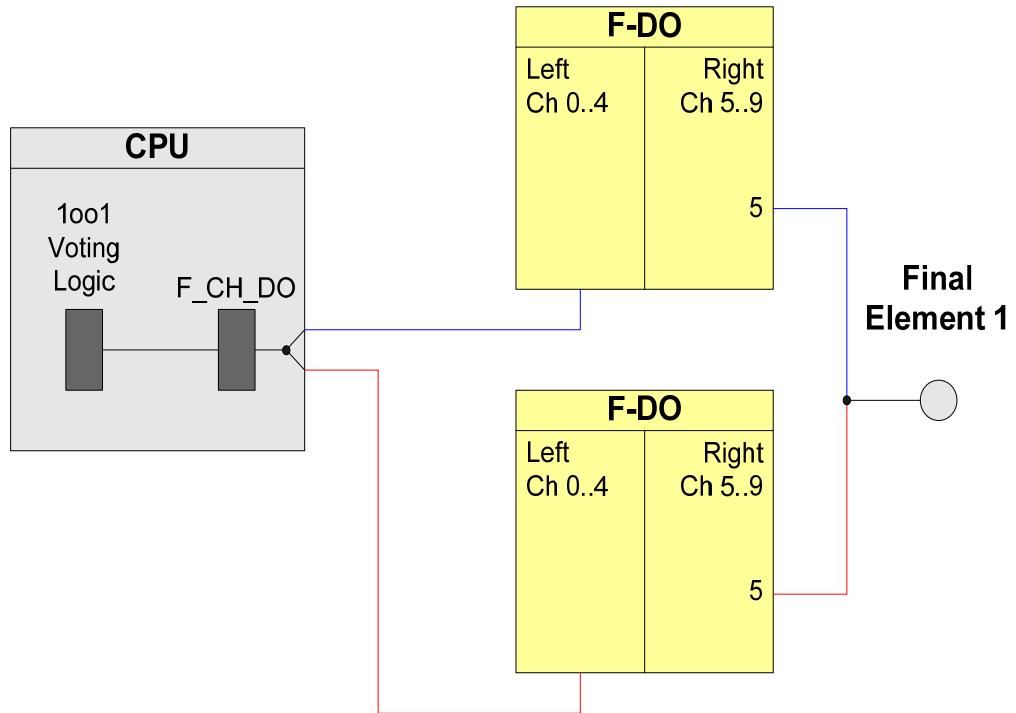 CPU
1oo1
Voting
Logic
F_CH_DO
F-DO
Left
Ch 0..4
Right
Ch 5..9
5
F-DO
Left
Ch 0..4
Right
Ch 5..9
5
Final
Element 1